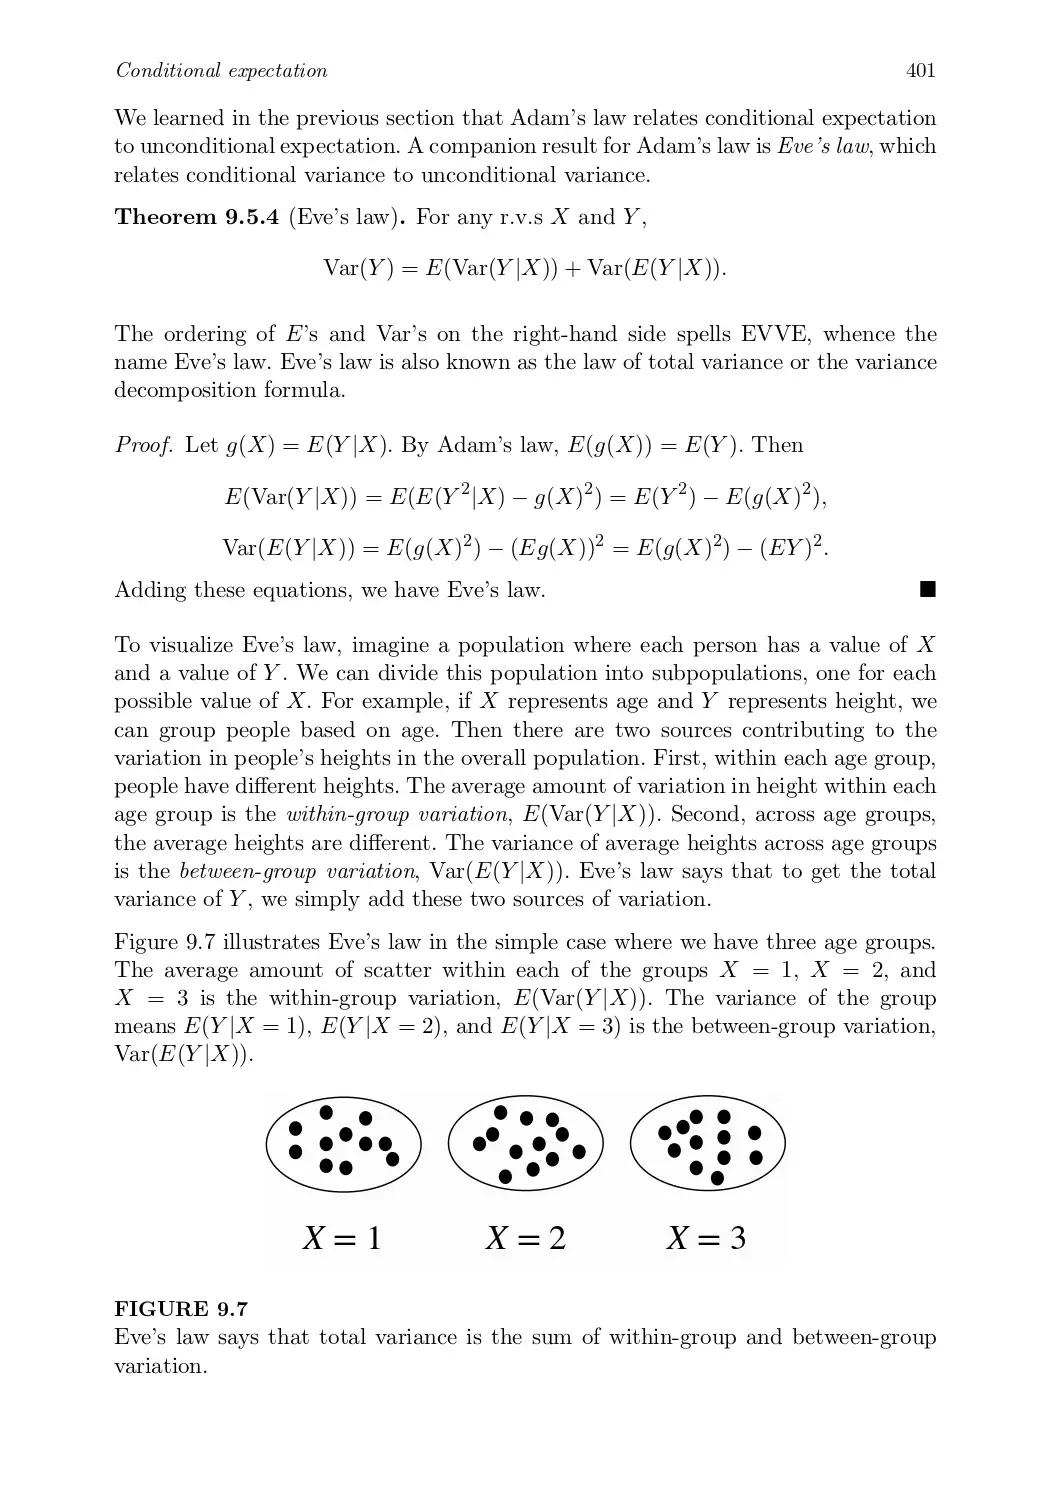 Conditional expectation 401
We learned in the previous section that Adam's law relates conditional expectation
to unconditional expectation. A companion result for Adam's law is Eve's law, which
relates conditional variance to unconditional variance.
Theorem 9.5.4 (Eve's law). For any r.v.s X and Y,
Var(Y) = E(Var(Y|X)) + Var(E(Y|X)).
The ordering of E's and Var's on the right-hand side spells EVVE, whence the
name Eve's law. Eve's law is also known as the law of total variance or the variance
decomposition formula.
Proof. Let g(X) = E(Y|X). By Adam's law, E(g(X)) = E(Y). Then
E(Var(Y|X)) = E(E(Y²|X) − g(X)²) = E(Y²) − E(g(X)²),
Var(E(Y|X)) = E(g(X)²) − (Eg(X))² = E(g(X)²) − (EY)².
Adding these equations, we have Eve's law. ■
To visualize Eve's law, imagine a population where each person has a value of X
and a value of Y. We can divide this population into subpopulations, one for each
possible value of X. For example, if X represents age and Y represents height, we
can group people based on age. Then there are two sources contributing to the
variation in people's heights in the overall population. First, within each age group,
people have different heights. The average amount of variation in height within each
age group is the within-group variation, E(Var(Y|X)). Second, across age groups,
the average heights are different. The variance of average heights across age groups
is the between-group variation, Var(E(Y|X)). Eve's law says that to get the total
variance of Y, we simply add these two sources of variation.
Figure 9.7 illustrates Eve's law in the simple case where we have three age groups.
The average amount of scatter within each of the groups X = 1, X = 2, and
X = 3 is the within-group variation, E(Var(Y|X)). The variance of the group
means E(Y|X = 1), E(Y|X = 2), and E(Y|X = 3) is the between-group variation,
Var(E(Y|X)).
X = 1 X = 2 X = 3
FIGURE 9.7
Eve's law says that total variance is the sum of within-group and between-group
variation.